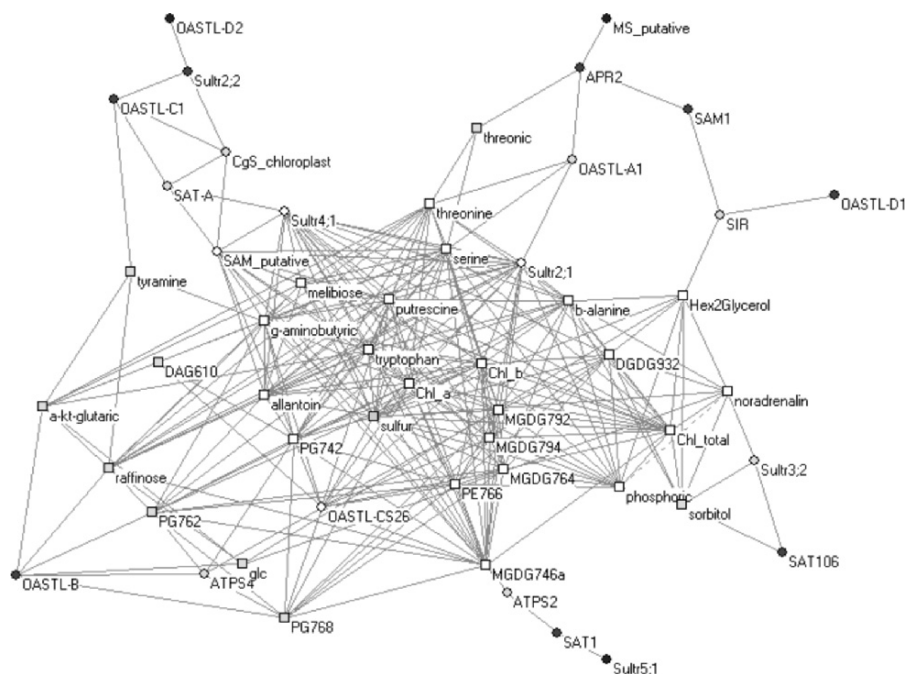 OASTL-D2
MS_putative
Sultr2;2
APR2
OASTL-C1
SAM1
threonic
CgS_chloroplast
OASTL-A1
SAT-A
OASTL-D1
threonine
Sultr4;1
SIR
serine
SAM_putative
Sultr2;1
tyramine
melibiose
putrescine
b-alanine
Hex2Glycerol
g-aminobutyric
tryptophan
DAG610
Chl_b
DGDG932
Chl_a
noradrenalin
allantoin
a-kt-glutaric
sulfur
MGDG792
PG742
MGDG794
Chl_total
raffinose
MGDG764
Sultr3;2
PE766
phosphoric
sorbitol
PG762
OASTL-CS26
SAT106
glc
MGDG746a
OASTL-B
ATPS4
ATPS2
PG768
SAT1
Sultr5;1